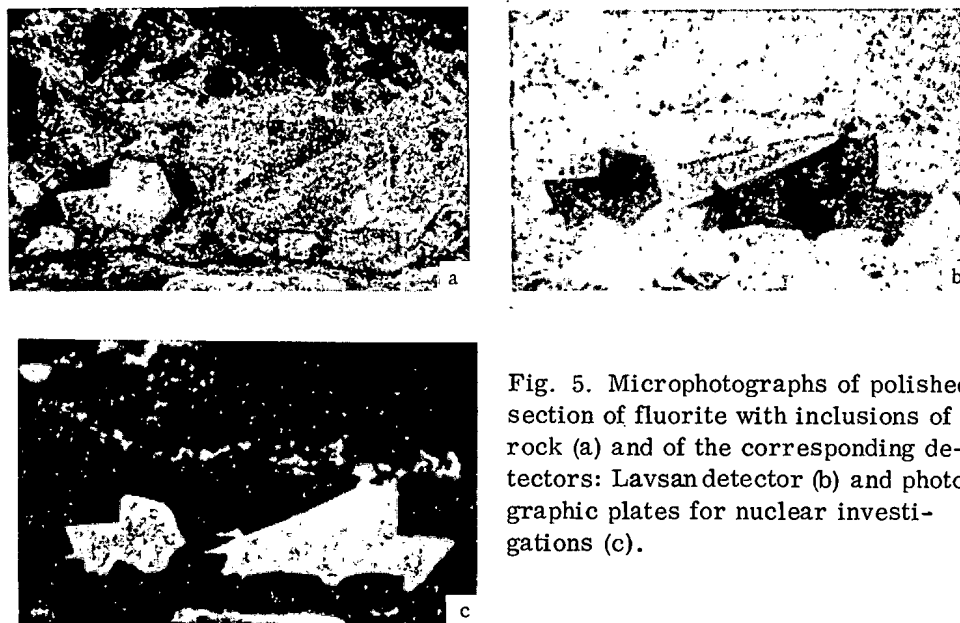 a
b
Fig. 5. Microphotographs of polished
section of fluorite with inclusions of
rock (a) and of the corresponding de-
tectors: Lavsan detector (b) and photo
graphic plates for nuclear investi-
gations (c).
c